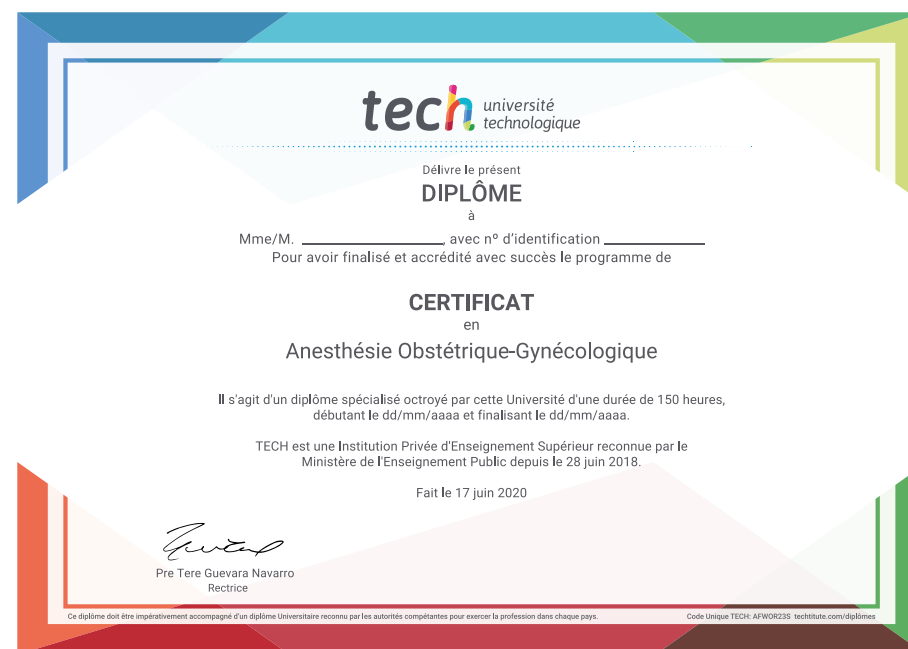 tech université
technologique
Délivre le présent
DIPLÔME
à
Mme/M. ____________________, avec nº d'identification ______________
Pour avoir finalisé et accrédité avec succès le programme de
CERTIFICAT
en
Anesthésie Obstétrique-Gynécologique
Il s'agit d'un diplôme spécialisé octroyé par cette Université d'une durée de 150 heures,
débutant le dd/mm/aaaa et finalisant le dd/mm/aaaa.
TECH est une Institution Privée d'Enseignement Supérieur reconnue par le
Ministère de l'Enseignement Public depuis le 28 juin 2018.
Fait le 17 juin 2020
Pre Tere Guevara Navarro
Rectrice
Ce diplôme doit être impérativement accompagné d'un diplôme Universitaire reconnu par les autorités compétantes pour exercer la profession dans chaque pays.
Code Unique TECH: AFWOR23S techtitute.com/diplômes